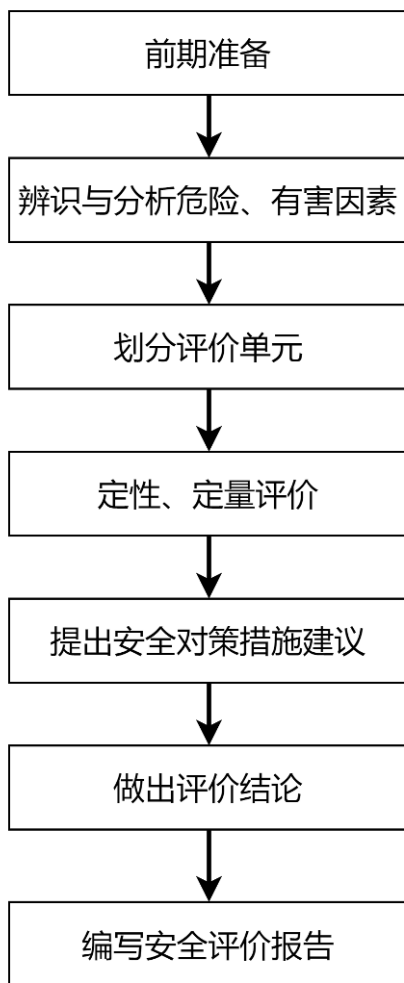 前期准备
辨识与分析危险、有害因素
划分评价单元
定性、定量评价
提出安全对策措施建议
做出评价结论
编写安全评价报告